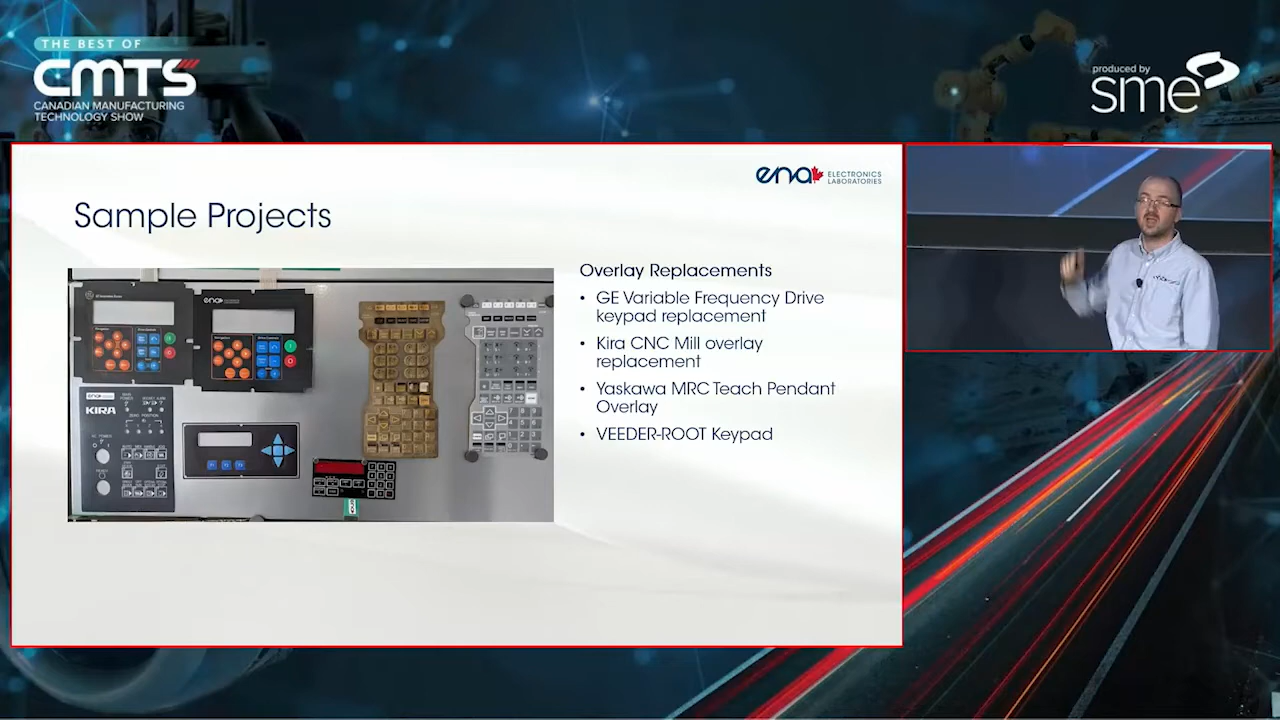 THE BEST OF
CMTS
CANADIAN MANUFACTURING
TECHNOLOGY SHOW
produced by
sme
ena ELECTRONICS
LABORATORIES
Sample Projects
Overlay Replacements
• GE Variable Frequency Drive
keypad replacement
• Kira CNC Mill overlay
replacement
• Yaskawa MRC Teach Pendant
Overlay
• VEEDER-ROOT Keypad
ena
ena
KIRA